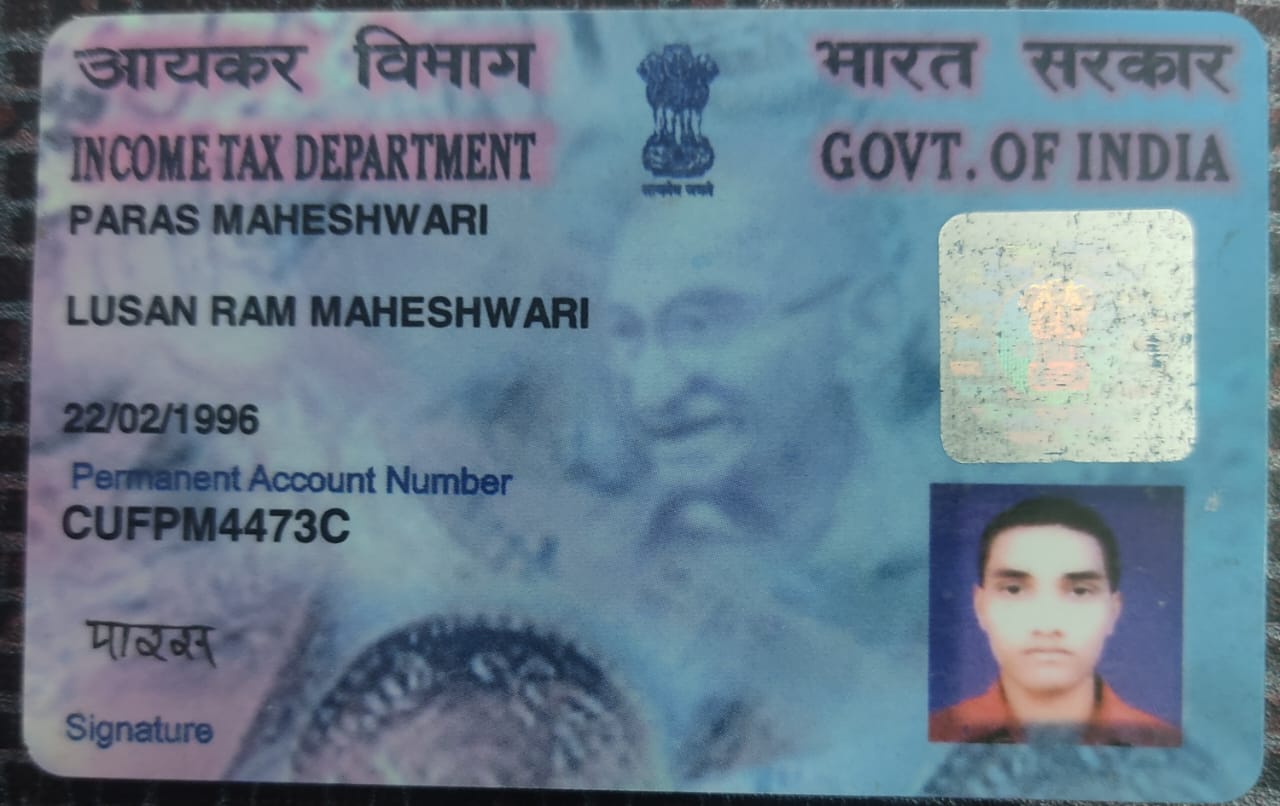 आयकर विभाग
INCOME TAX DEPARTMENT
भारत सरकार
GOVT. OF INDIA
सत्यमेव जयते
PARAS MAHESHWARI
LUSAN RAM MAHESHWARI
22/02/1996
Permanent Account Number
CUFPM4473C
पारस
Signature